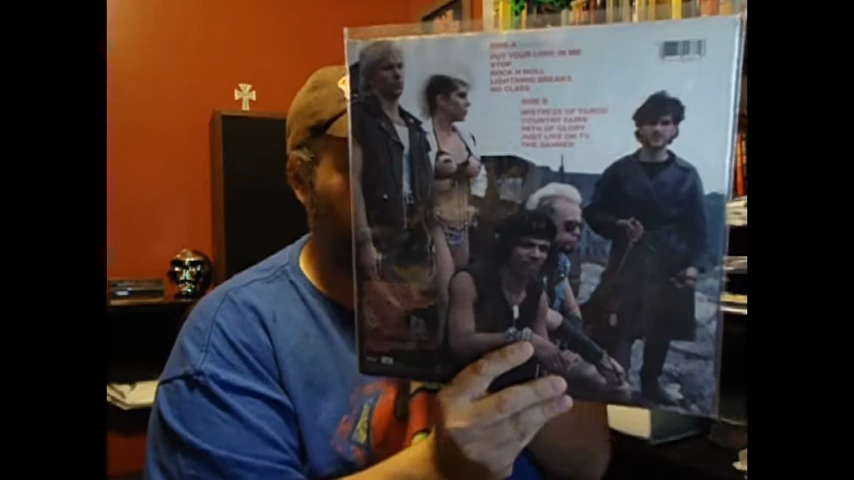 SIDE A
PUT YOUR LOVE IN ME
STOP
ROCK N ROLL
LIGHTNING BREAKS
NO CLASS
SIDE B
MISTRESS OF TABOO
COUNTRY FAIRS
PATH OF GLORY
JUST LIKE ON TV
THE DAMNED